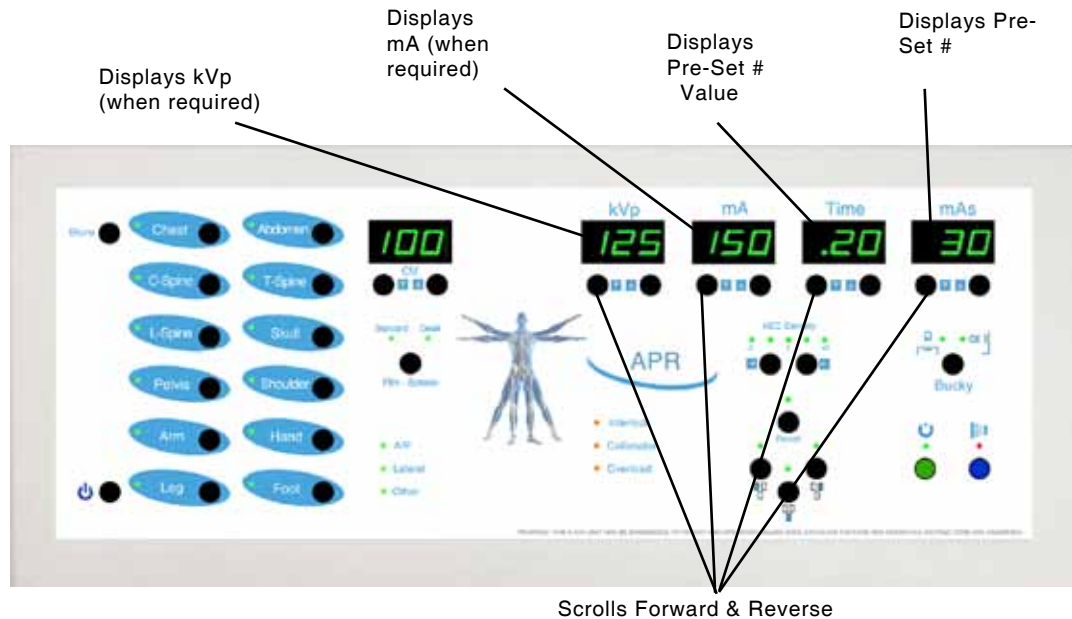 Displays
mA (when
required)
Displays Pre-
Set #
Displays
Pre-Set #
Value
Displays kVp
(when required)
kVp
mA
Time
mAs
Store
Chest
Abdomen
100
125
150
.20
30
CM
C-Spine
T-Spine
L-Spine
Skull
Standard
Detail
AEC Density
Film - Screen
APR
Bucky
Pelvis
Shoulder
Arm
Hand
A/P
Lateral
Other
Interlock
Collimator
Overload
Reset
Leg
Foot
Scrolls Forward & Reverse